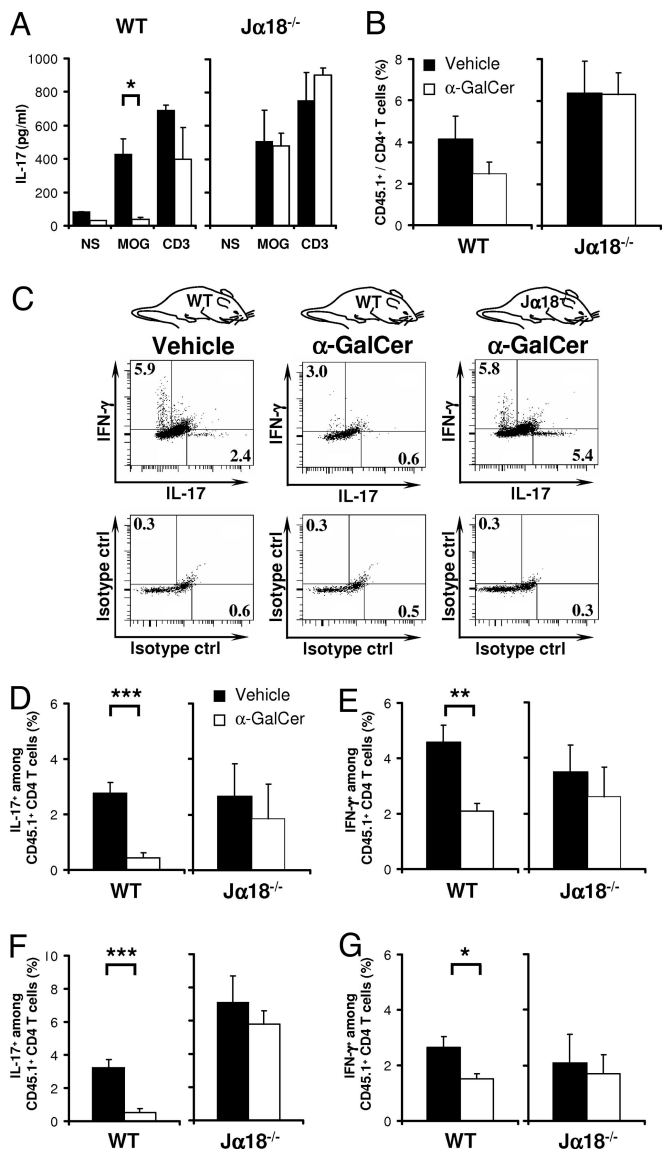 A
WT
Jα18-/-
IL-17 (pg/ml)
1000
800
600
400
200
0
*
NS MOG CD3
NS MOG CD3
B
CD45.1+ / CD4+ T cells (%)
8
6
4
2
0
Vehicle
α-GalCer
WT
Jα18-/-
C
WT
Vehicle
WT
α-GalCer
Jα18-/-
α-GalCer
IFN-γ
5.9
2.4
IL-17
IFN-γ
3.0
0.6
IL-17
IFN-γ
5.8
5.4
IL-17
Isotype ctrl
0.3
0.6
Isotype ctrl
Isotype ctrl
0.3
0.5
Isotype ctrl
Isotype ctrl
0.3
0.3
Isotype ctrl
D
IL-17+ among
CD45.1+ CD4 T cells (%)
6
4
2
0
***
Vehicle
α-GalCer
WT
Jα18-/-
E
IFN-γ+ among
CD45.1+ CD4 T cells (%)
6
4
2
0
**
WT
Jα18-/-
F
IL-17+ among
CD45.1+ CD4 T cells (%)
10
8
6
4
2
0
***
WT
Jα18-/-
G
IFN-γ+ among
CD45.1+ CD4 T cells (%)
6
4
2
0
*
WT
Jα18-/-